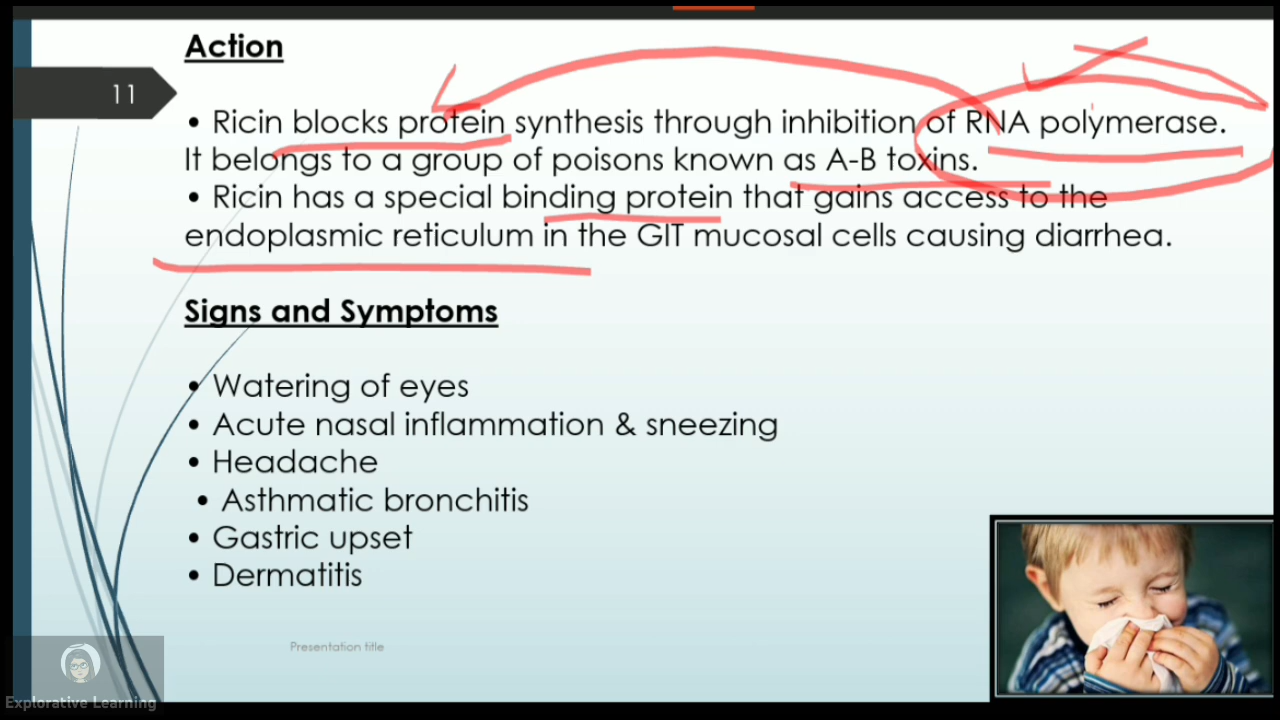 Action
11
• Ricin blocks protein synthesis through inhibition of RNA polymerase.
It belongs to a group of poisons known as A-B toxins.
• Ricin has a special binding protein that gains access to the
endoplasmic reticulum in the GIT mucosal cells causing diarrhea.
Signs and Symptoms
• Watering of eyes
• Acute nasal inflammation & sneezing
• Headache
• Asthmatic bronchitis
• Gastric upset
• Dermatitis
Presentation title
Explorative Learning